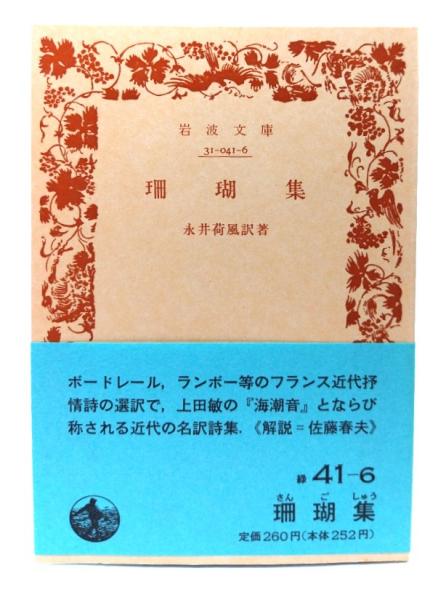 岩波文庫
31-041-6
珊瑚集
永井荷風訳著
ボードレール，ランボー等のフランス近代抒
情詩の選訳で，上田敏の『海潮音』とならび
称される近代の名訳詩集．《解説＝佐藤春夫》
緑 41-6
さん ご しゅう
珊瑚集
定価260円(本体252円)